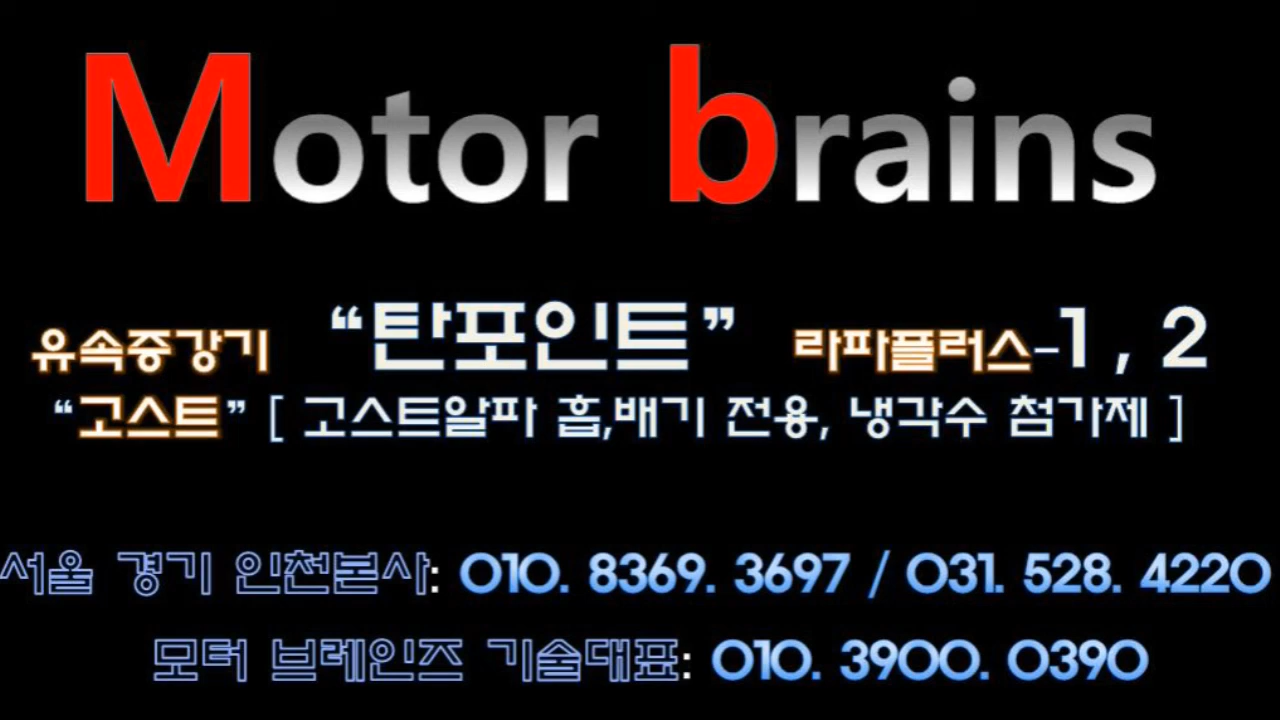 Motor brains
유속증강기 “탄포인트” 라파플러스-1 , 2
“고스트” [ 고스트알파 흡,배기 전용, 냉각수 첨가제 ]
서울 경기 인천본사: 010. 8369. 3697 / 031. 528. 4220
모터 브레인즈 기술대표: 010. 3900. 0390